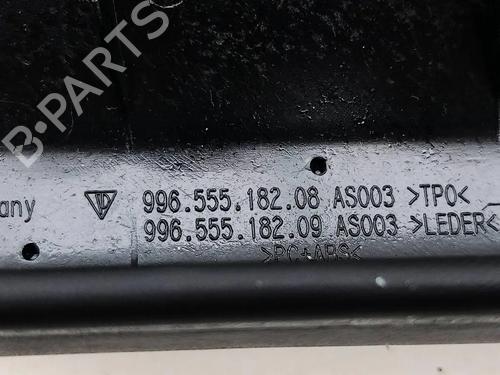 B-PARTS
any 996.555.182.08 AS003 >TPO<
996.555.182.09 AS003 >LEDER<
>PC+ABS<